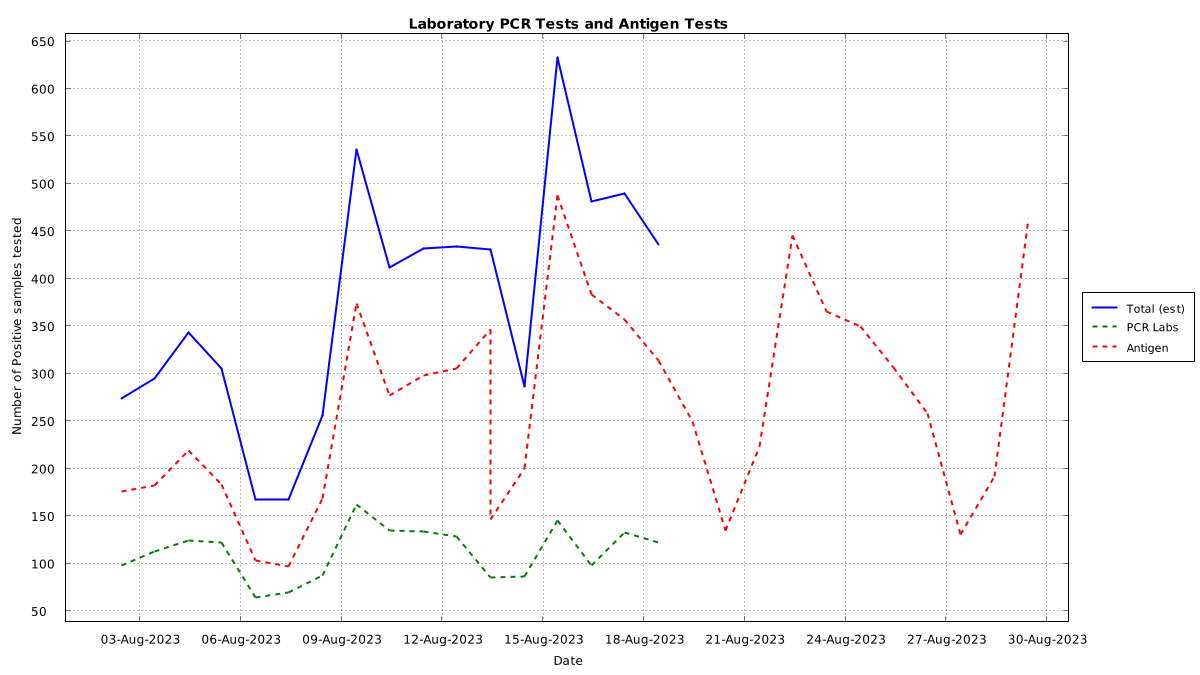 Laboratory PCR Tests and Antigen Tests
650
600
550
500
450
400
350
300
250
200
150
100
50
Number of Positive samples tested
03-Aug-2023 06-Aug-2023 09-Aug-2023 12-Aug-2023 15-Aug-2023 18-Aug-2023 21-Aug-2023 24-Aug-2023 27-Aug-2023 30-Aug-2023
Date
Total (est)
PCR Labs
Antigen